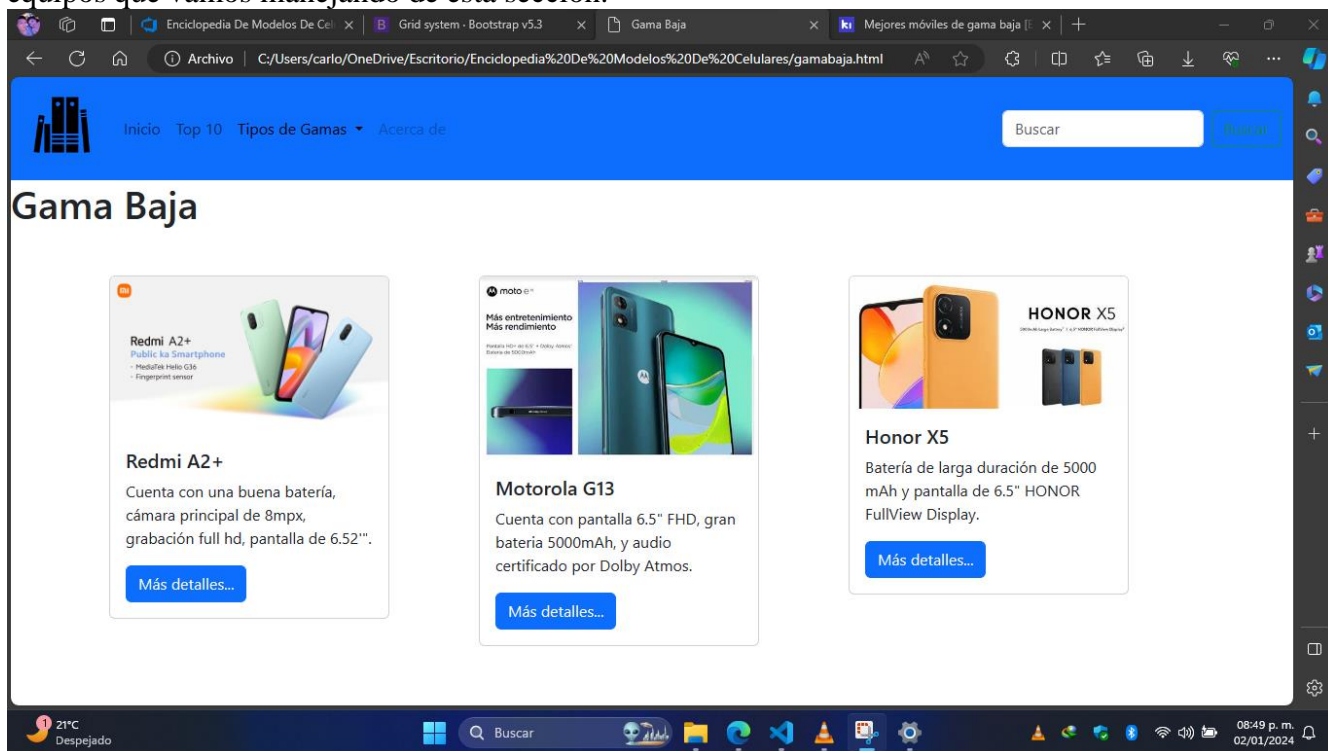 equipos que vamos manejando de esta sección.
Enciclopedia De Modelos De Cel
Grid system · Bootstrap v5.3
Gama Baja
Mejores móviles de gama baja [E
Archivo
C:/Users/carlo/OneDrive/Escritorio/Enciclopedia%20De%20Modelos%20De%20Celulares/gamabaja.html
Inicio Top 10 Tipos de Gamas Acerca de
Buscar
Buscar
Gama Baja
Redmi A2+
Public ka Smartphone
- MediaTek Helio G36
- Fingerprint sensor
Redmi A2+
Cuenta con una buena batería,
cámara principal de 8mpx,
grabación full hd, pantalla de 6.52'".
Más detalles...
moto e
Más entretenimiento
Más rendimiento
Motorola G13
Cuenta con pantalla 6.5" FHD, gran
bateria 5000mAh, y audio
certificado por Dolby Atmos.
Más detalles...
HONOR X5
Honor X5
Batería de larga duración de 5000
mAh y pantalla de 6.5" HONOR
FullView Display.
Más detalles...
1
21°C
Despejado
Buscar
08:49 p. m.
02/01/2024